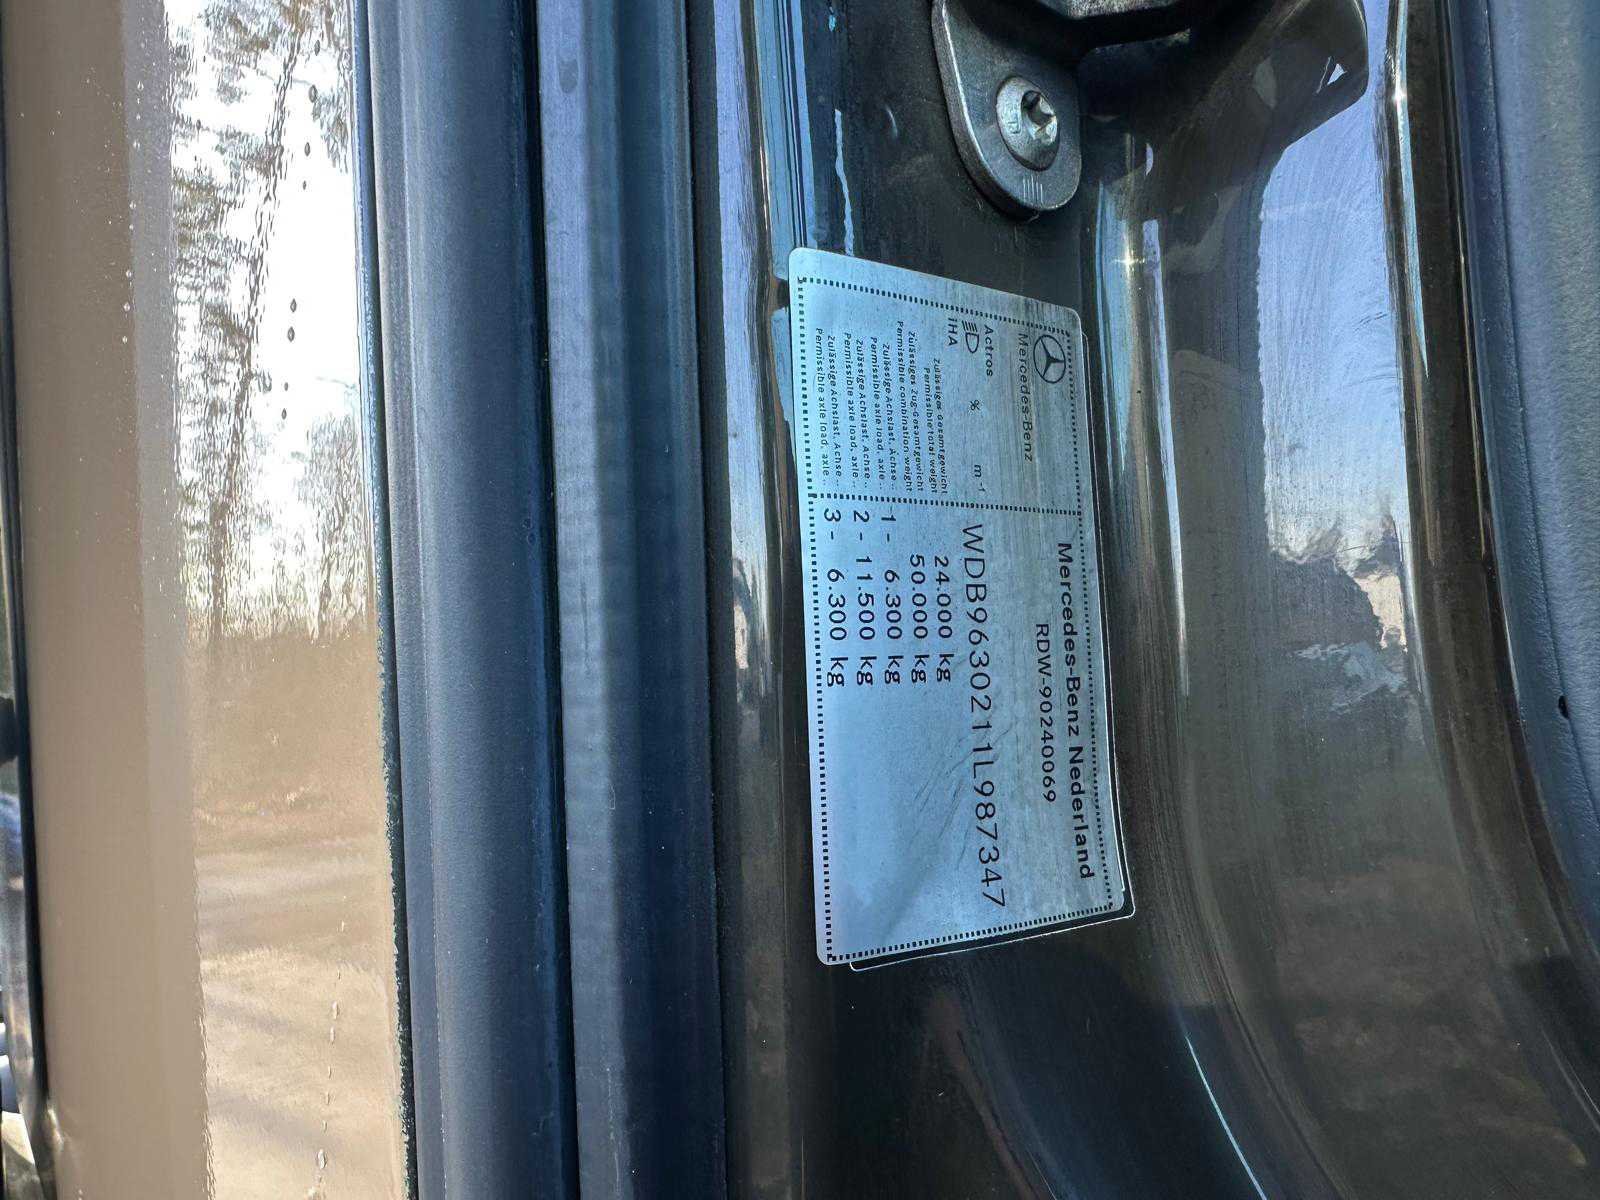 Mercedes-Benz
Mercedes-Benz Nederland
RDW-90240069
Actros
% m⁻¹
iHA
WDB9630211L987347
Zulässiges Gesamtgewicht
Permissible total weight
24.000 kg
Zulässiges Zug-Gesamtgewicht
Permissible combination weight
50.000 kg
Zulässige Achslast, Achse ..
Permissible axle load, axle ..
1 - 6.300 kg
Zulässige Achslast, Achse ..
Permissible axle load, axle ..
2 - 11.500 kg
Zulässige Achslast, Achse ..
Permissible axle load, axle ..
3 - 6.300 kg